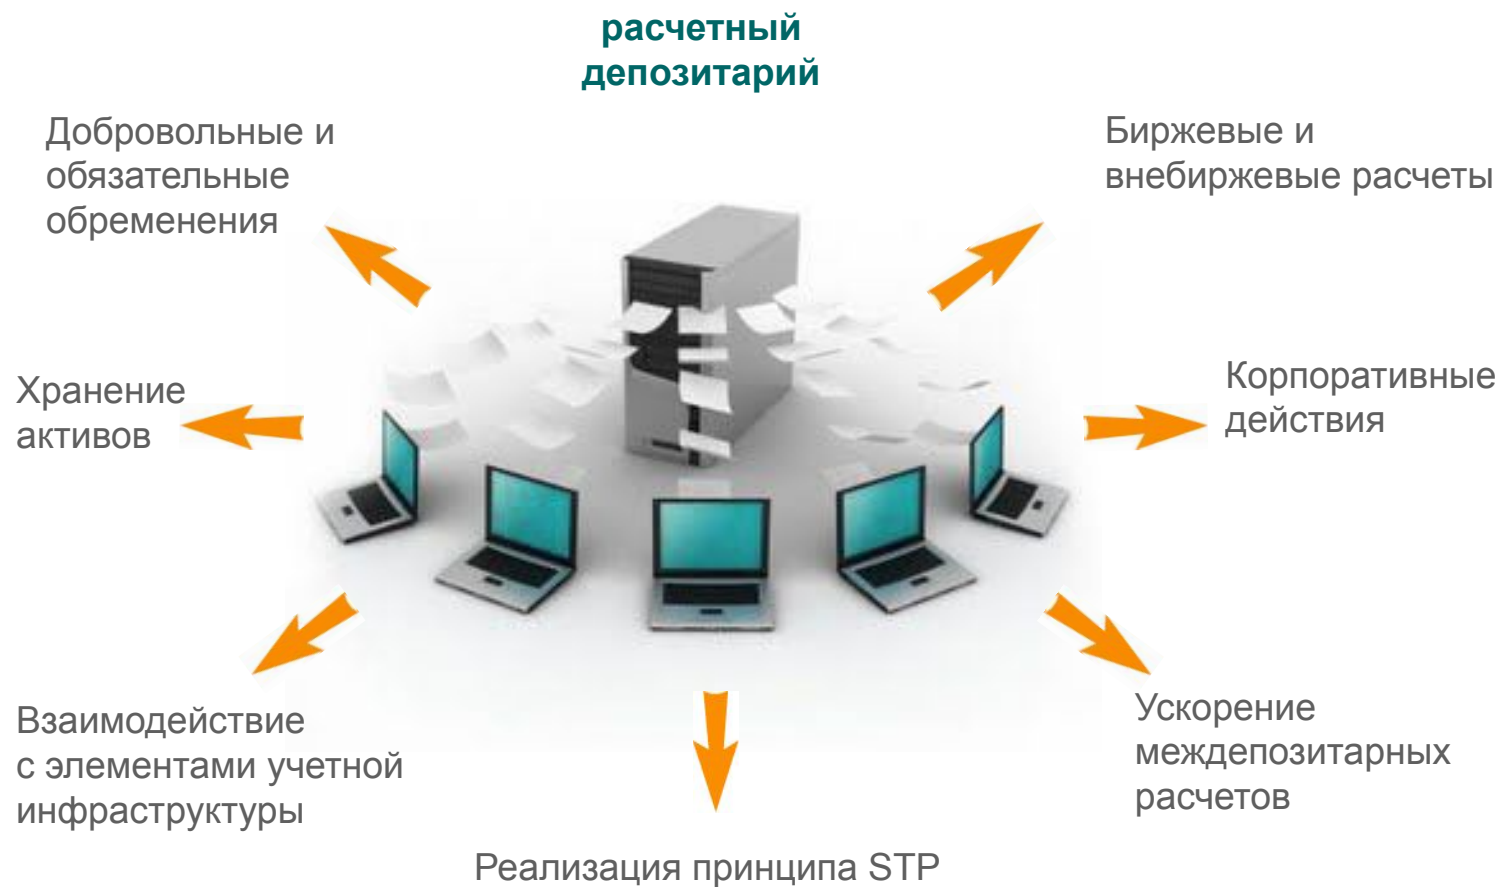 расчетный
депозитарий
Добровольные и
обязательные
обременения
Биржевые и
внебиржевые расчеты
Хранение
активов
Корпоративные
действия
Взаимодействие
с элементами учетной
инфраструктуры
Ускорение
междепозитарных
расчетов
Реализация принципа STP